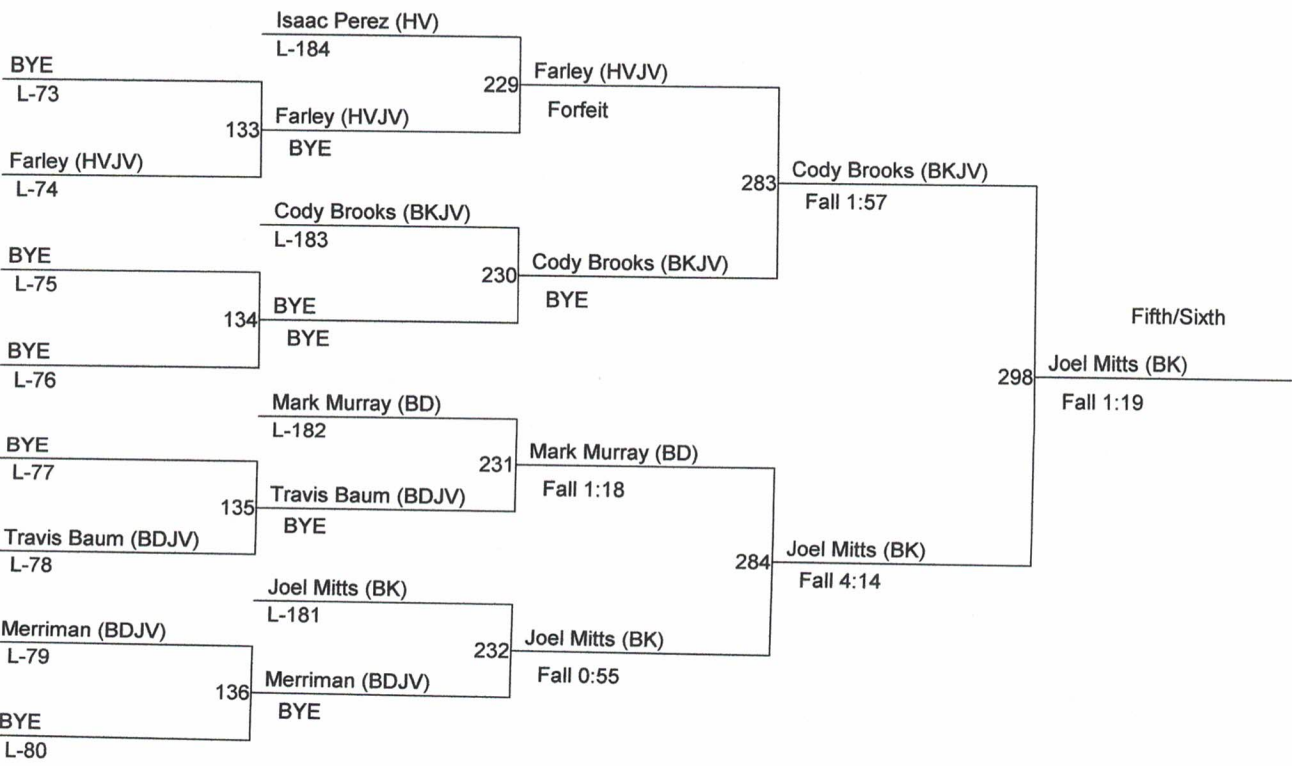 Isaac Perez (HV)
L-184
BYE
L-73
229
Farley (HVJV)
Forfeit
133
Farley (HVJV)
BYE
Farley (HVJV)
L-74
283
Cody Brooks (BKJV)
Fall 1:57
Cody Brooks (BKJV)
L-183
BYE
L-75
230
Cody Brooks (BKJV)
BYE
134
BYE
BYE
BYE
L-76
Fifth/Sixth
298
Joel Mitts (BK)
Fall 1:19
Mark Murray (BD)
L-182
BYE
L-77
231
Mark Murray (BD)
Fall 1:18
135
Travis Baum (BDJV)
BYE
Travis Baum (BDJV)
L-78
284
Joel Mitts (BK)
Fall 4:14
Joel Mitts (BK)
L-181
Merriman (BDJV)
L-79
232
Joel Mitts (BK)
Fall 0:55
136
Merriman (BDJV)
BYE
BYE
L-80